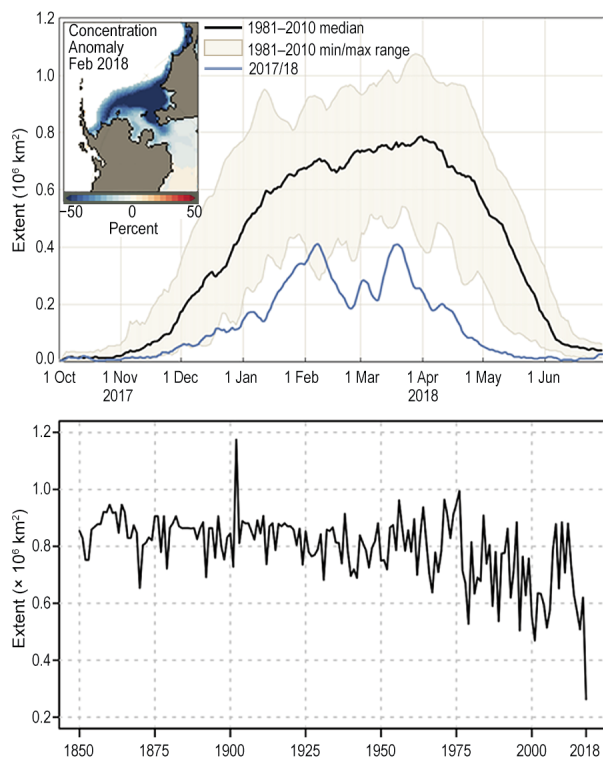 1.2
1.0
0.8
0.6
0.4
0.2
0.0
Extent (10⁶ km²)
Concentration
Anomaly
Feb 2018
−50 0 50
Percent
1981–2010 median
1981–2010 min/max range
2017/18
1 Oct 1 Nov 1 Dec 1 Jan 1 Feb 1 Mar 1 Apr 1 May 1 Jun
2017 2018
1.2
1.0
0.8
0.6
0.4
0.2
Extent (× 10⁶ km²)
1850 1875 1900 1925 1950 1975 2000 2018